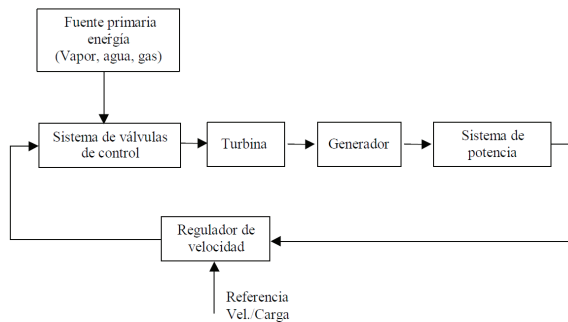 Fuente primaria
energía
(Vapor, agua, gas)
Sistema de válvulas
de control
Turbina
Generador
Sistema de
potencia
Regulador de
velocidad
Referencia
Vel./Carga